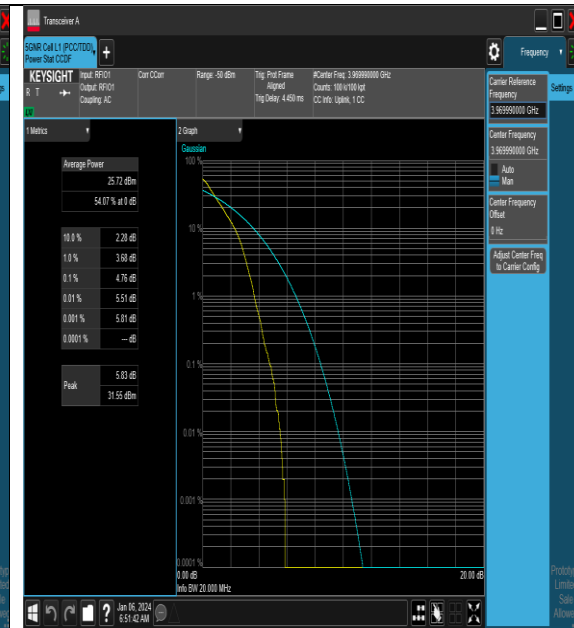 Transceiver A
5GNR Cell L1 (PCC/TDD),
Power Stat CCDF
Frequency
KEYSIGHT
R T
Input: RFIO1
Output: RFIO1
Coupling: AC
Corr CCorr
Range: -50 dBm
Trig: Prot Frame
Aligned
Trig Delay: 4.450 ms
#Center Freq: 3.969990000 GHz
Counts: 100 k/100 kpt
CC Info: Uplink, 1 CC
Carrier Reference
Frequency
3.969990000 GHz
Settings
Center Frequency
3.969990000 GHz
Auto
Man
Center Frequency
Offset
0 Hz
Adjust Center Freq
to Carrier Config
1 Metrics
Average Power
25.72 dBm
54.07 % at 0 dB
10.0 % 2.28 dB
1.0 % 3.68 dB
0.1 % 4.76 dB
0.01 % 5.51 dB
0.001 % 5.81 dB
0.0001 % --- dB
Peak
5.83 dB
31.55 dBm
2 Graph
Gaussian
100 %
10 %
1 %
0.1 %
0.01 %
0.001 %
0.0001 %
0.00 dB
20.00 dB
Info BW 20.000 MHz
Jan 06, 2024
6:51:42 AM